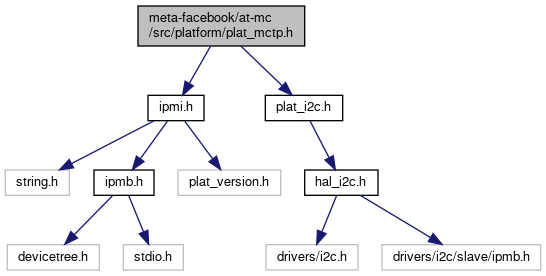 meta-facebook/at-mc
/src/platform/plat_mctp.h
ipmi.h
plat_i2c.h
string.h
ipmb.h
plat_version.h
hal_i2c.h
devicetree.h
stdio.h
drivers/i2c.h
drivers/i2c/slave/ipmb.h